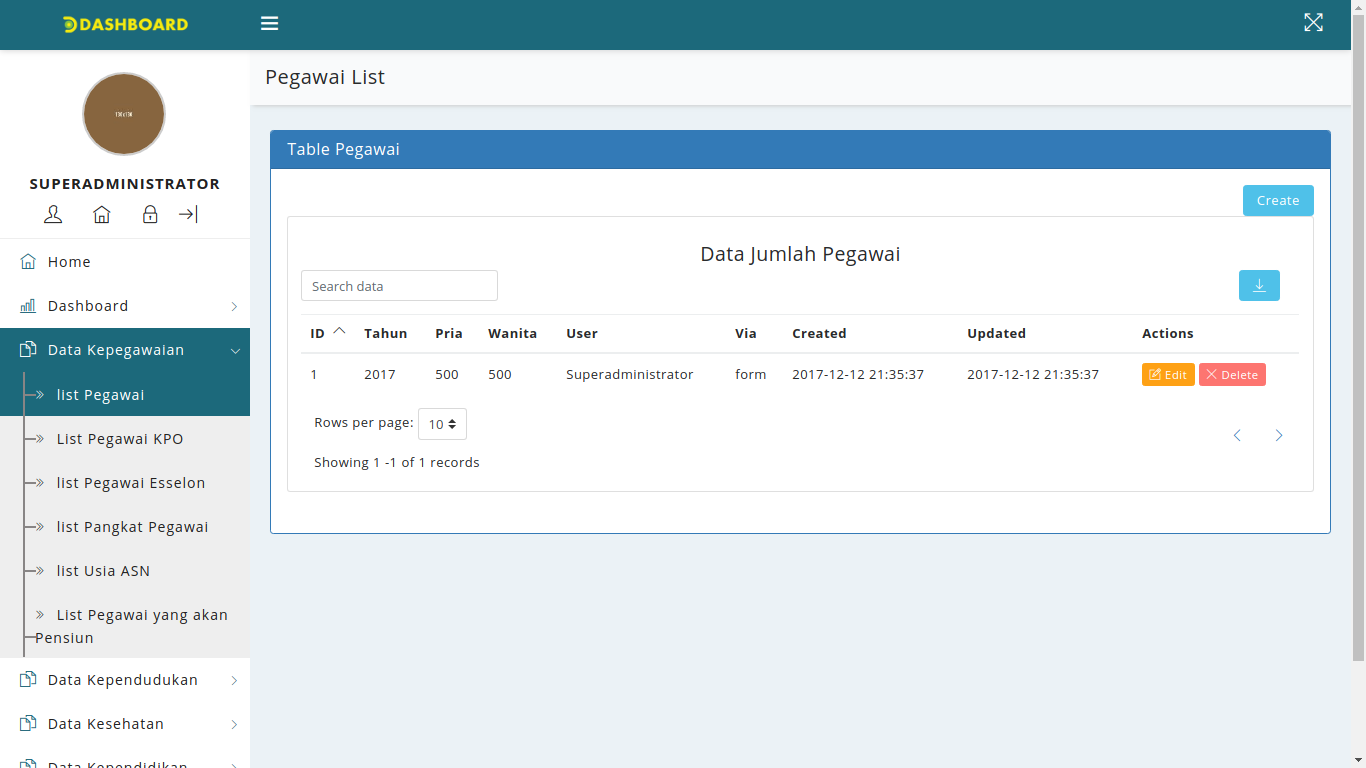 DASHBOARD
Pegawai List
SUPERADMINISTRATOR
Home
Dashboard
Data Kepegawaian
list Pegawai
List Pegawai KPO
list Pegawai Esselon
list Pangkat Pegawai
list Usia ASN
List Pegawai yang akan
Pensiun
Data Kependudukan
Data Kesehatan
Data Kependidikan
Table Pegawai
Create
Data Jumlah Pegawai
Search data
ID Tahun Pria Wanita User Via Created Updated Actions
1 2017 500 500 Superadministrator form 2017-12-12 21:35:37 2017-12-12 21:35:37 Edit Delete
Rows per page: 10
Showing 1 -1 of 1 records